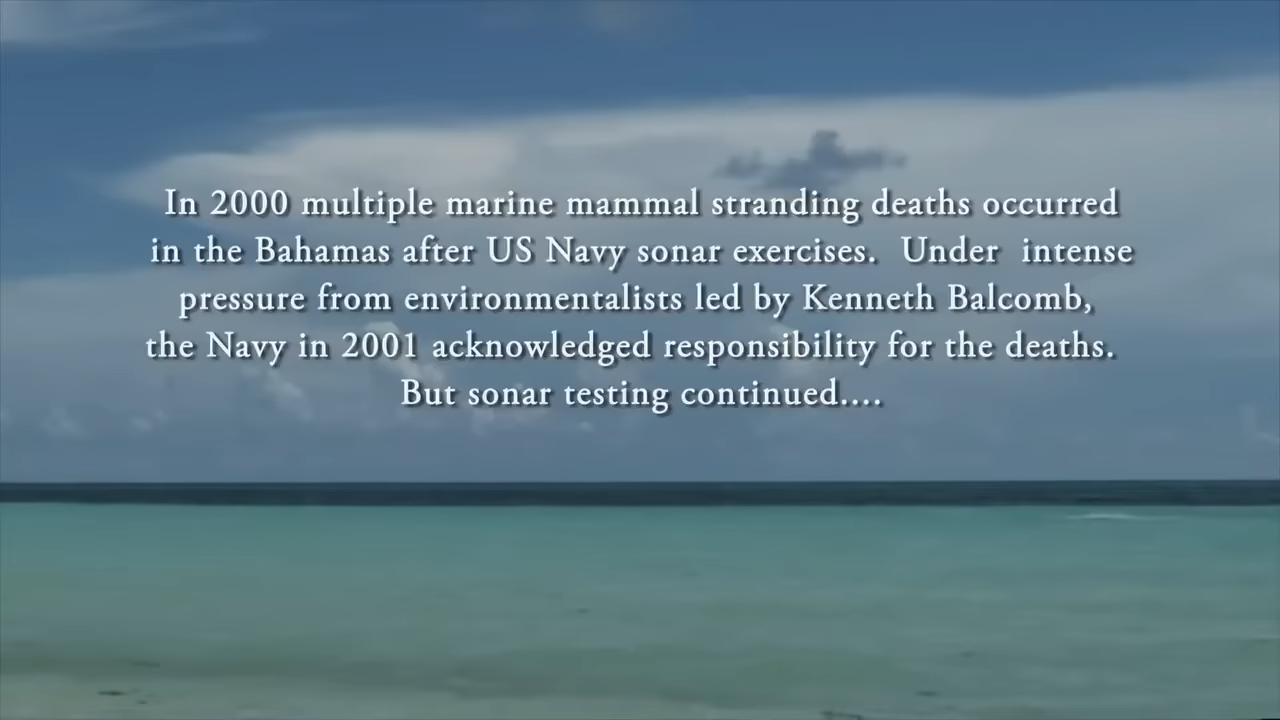 In 2000 multiple marine mammal stranding deaths occurred
in the Bahamas after US Navy sonar exercises.  Under  intense
pressure from environmentalists led by Kenneth Balcomb,
the Navy in 2001 acknowledged responsibility for the deaths.
But sonar testing continued....